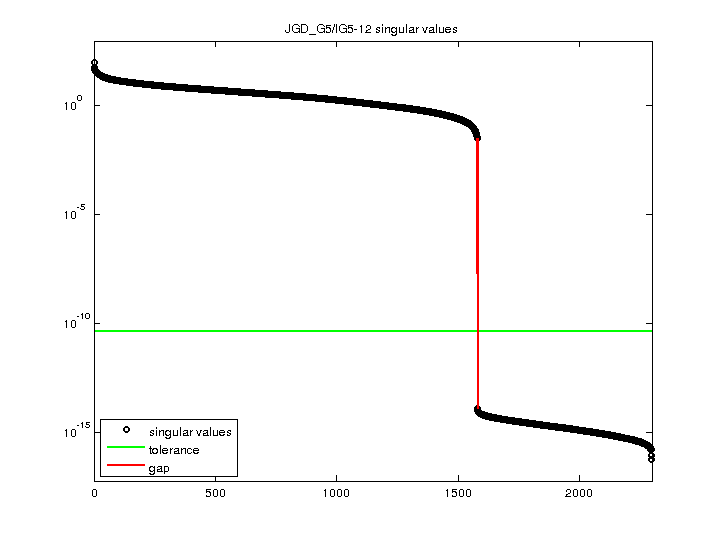 JGD_G5/IG5-12 singular values
10^0
10^-5
10^-10
10^-15
singular values
tolerance
gap
0 500 1000 1500 2000